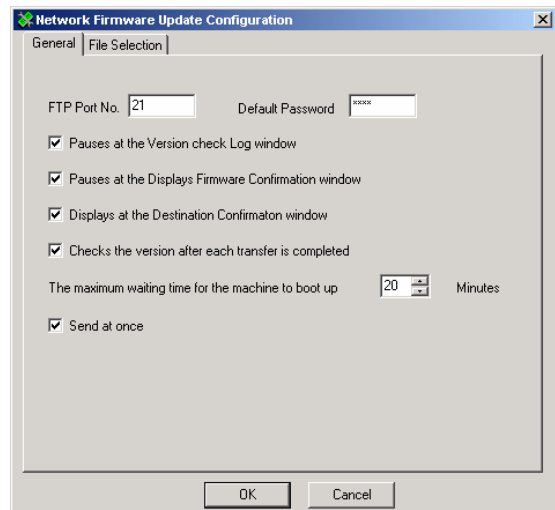 Network Firmware Update Configuration
General File Selection
FTP Port No. 21 Default Password ****
Pauses at the Version check Log window
Pauses at the Displays Firmware Confirmation window
Displays at the Destination Confirmaton window
Checks the version after each transfer is completed
The maximum waiting time for the machine to boot up 20 Minutes
Send at once
OK Cancel